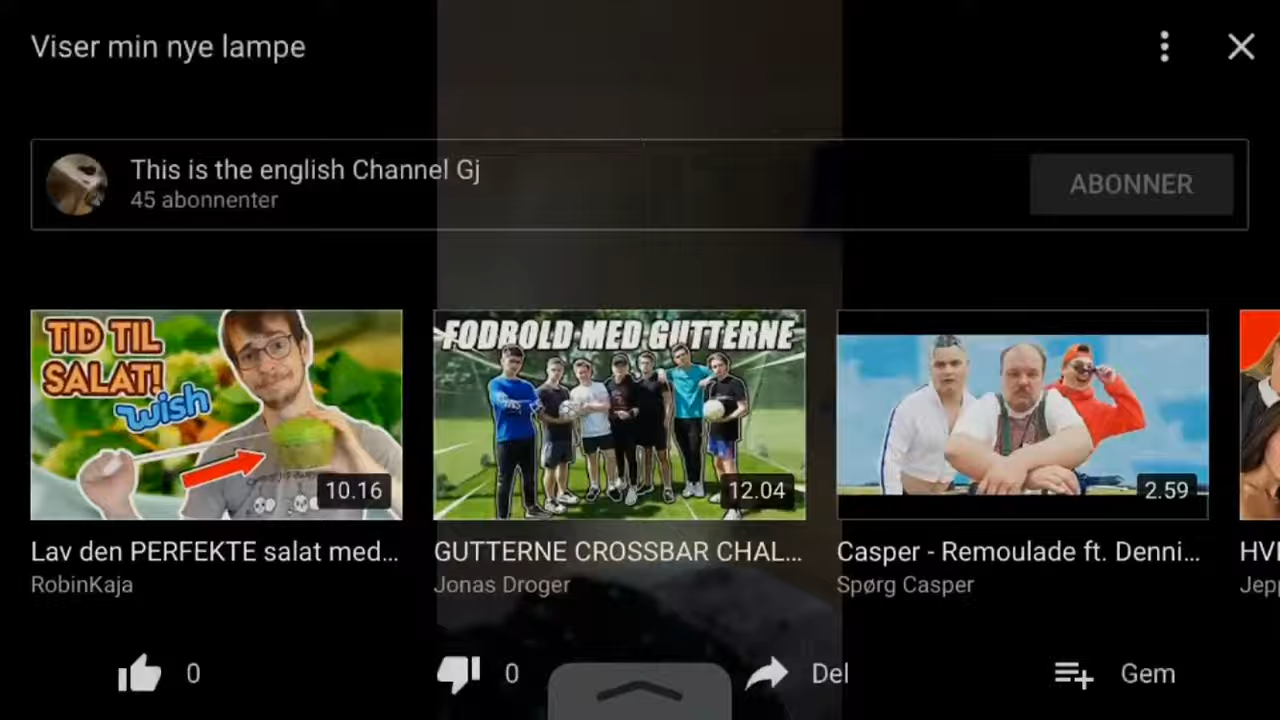 Viser min nye lampe
This is the english Channel Gj
45 abonnenter
ABONNER
TID TIL
SALAT!
wish
10.16
FODBOLD MED GUTTERNE
12.04
2.59
Lav den PERFEKTE salat med...
RobinKaja
GUTTERNE CROSSBAR CHAL...
Jonas Droger
Casper - Remoulade ft. Denni...
Spørg Casper
0
0
Del
Gem